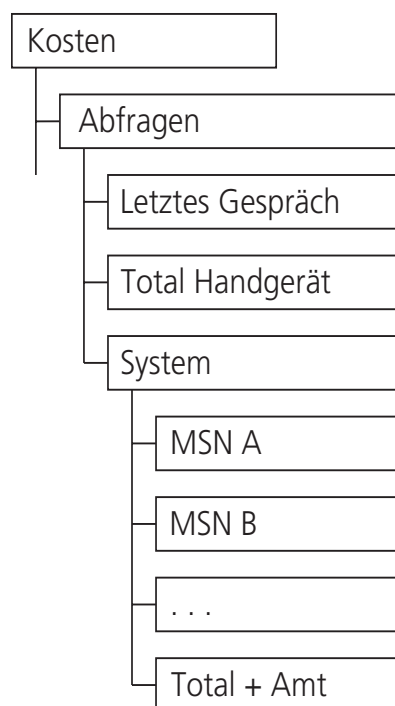 Kosten
Abfragen
Letztes Gespräch
Total Handgerät
System
MSN A
MSN B
. . .
Total + Amt